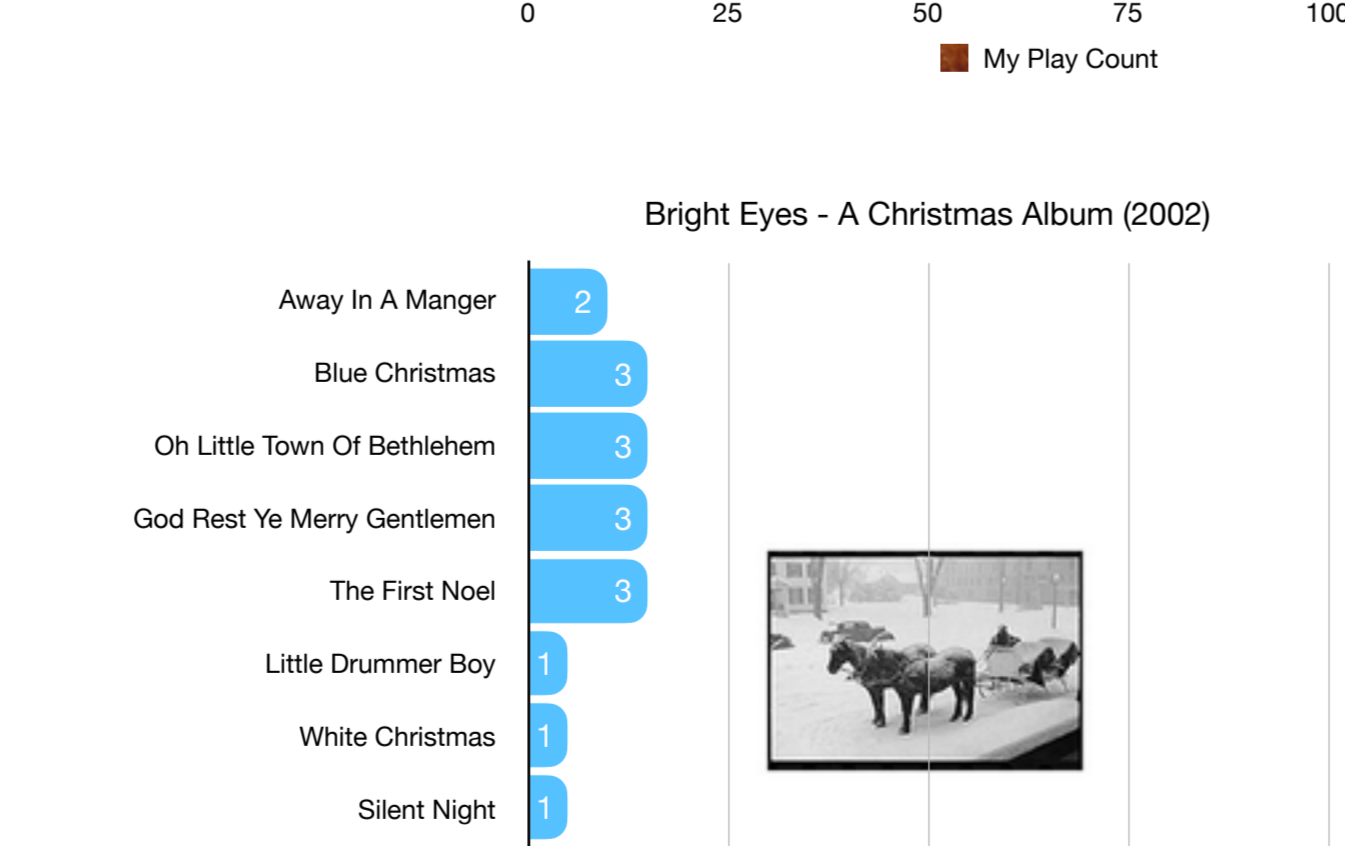 0 25 50 75 100
My Play Count
Bright Eyes - A Christmas Album (2002)
Away In A Manger 2
Blue Christmas 3
Oh Little Town Of Bethlehem 3
God Rest Ye Merry Gentlemen 3
The First Noel 3
Little Drummer Boy 1
White Christmas 1
Silent Night 1